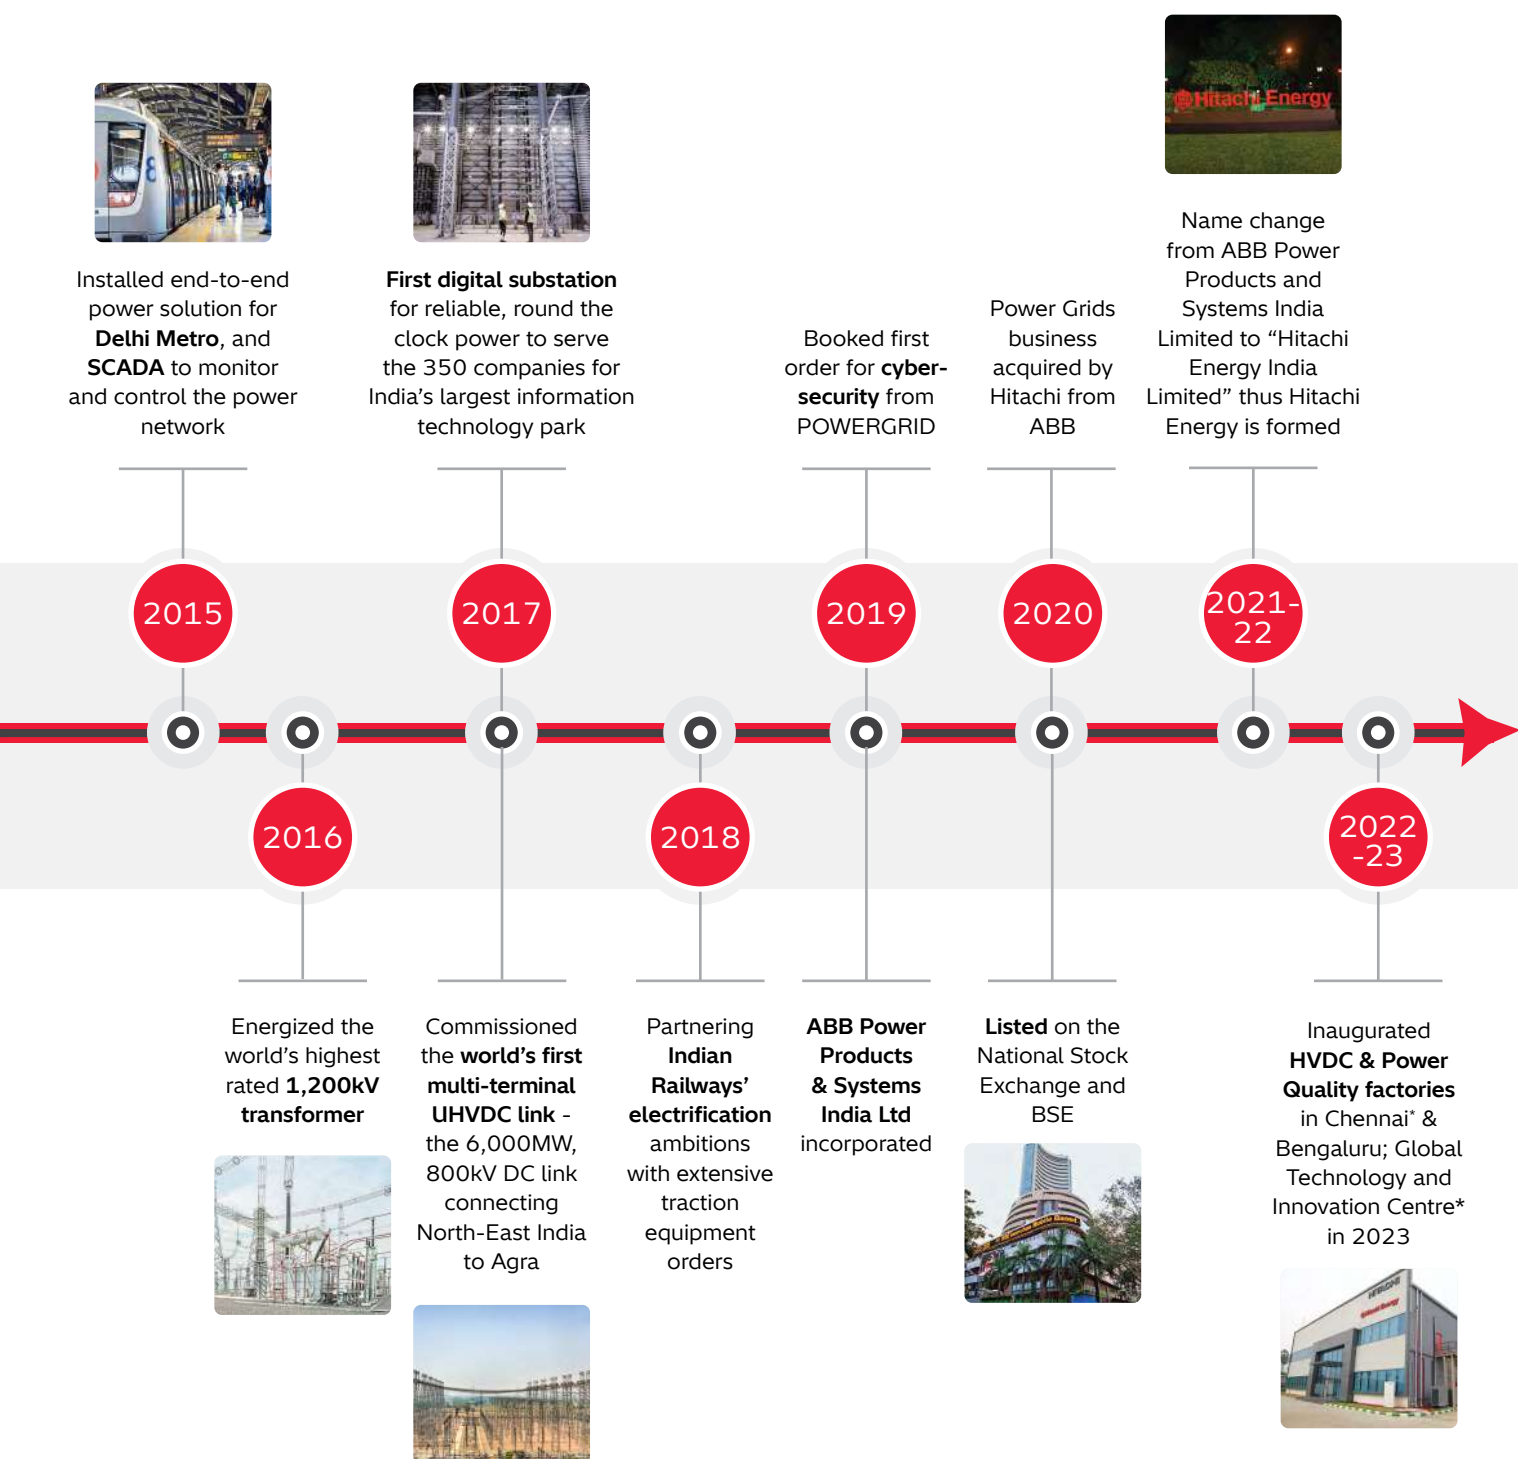 Hitachi Energy
Installed end-to-end
power solution for
Delhi Metro, and
SCADA to monitor
and control the power
network
First digital substation
for reliable, round the
clock power to serve
the 350 companies for
India’s largest information
technology park
Booked first
order for cyber-
security from
POWERGRID
Power Grids
business
acquired by
Hitachi from
ABB
Name change
from ABB Power
Products and
Systems India
Limited to “Hitachi
Energy India
Limited” thus Hitachi
Energy is formed
2015
2017
2019
2020
2021-
22
2016
2018
2022
-23
Energized the
world’s highest
rated 1,200kV
transformer
Commissioned
the world’s first
multi-terminal
UHVDC link -
the 6,000MW,
800kV DC link
connecting
North-East India
to Agra
Partnering
Indian
Railways’
electrification
ambitions
with extensive
traction
equipment
orders
ABB Power
Products
& Systems
India Ltd
incorporated
Listed on the
National Stock
Exchange and
BSE
Inaugurated
HVDC & Power
Quality factories
in Chennai* &
Bengaluru; Global
Technology and
Innovation Centre*
in 2023
HITACHI
Hitachi Energy